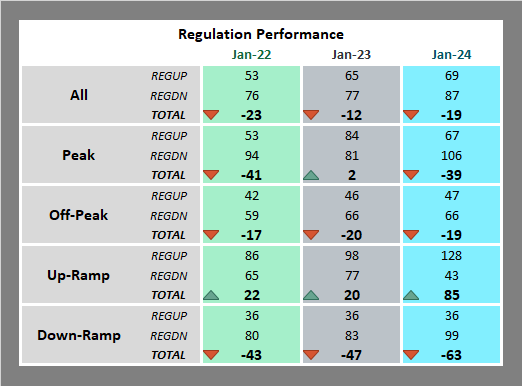 Regulation Performance
Jan-22 Jan-23 Jan-24
All REGUP 53 65 69
REGDN 76 77 87
TOTAL -23 -12 -19
Peak REGUP 53 84 67
REGDN 94 81 106
TOTAL -41 2 -39
Off-Peak REGUP 42 46 47
REGDN 59 66 66
TOTAL -17 -20 -19
Up-Ramp REGUP 86 98 128
REGDN 65 77 43
TOTAL 22 20 85
Down-Ramp REGUP 36 36 36
REGDN 80 83 99
TOTAL -43 -47 -63